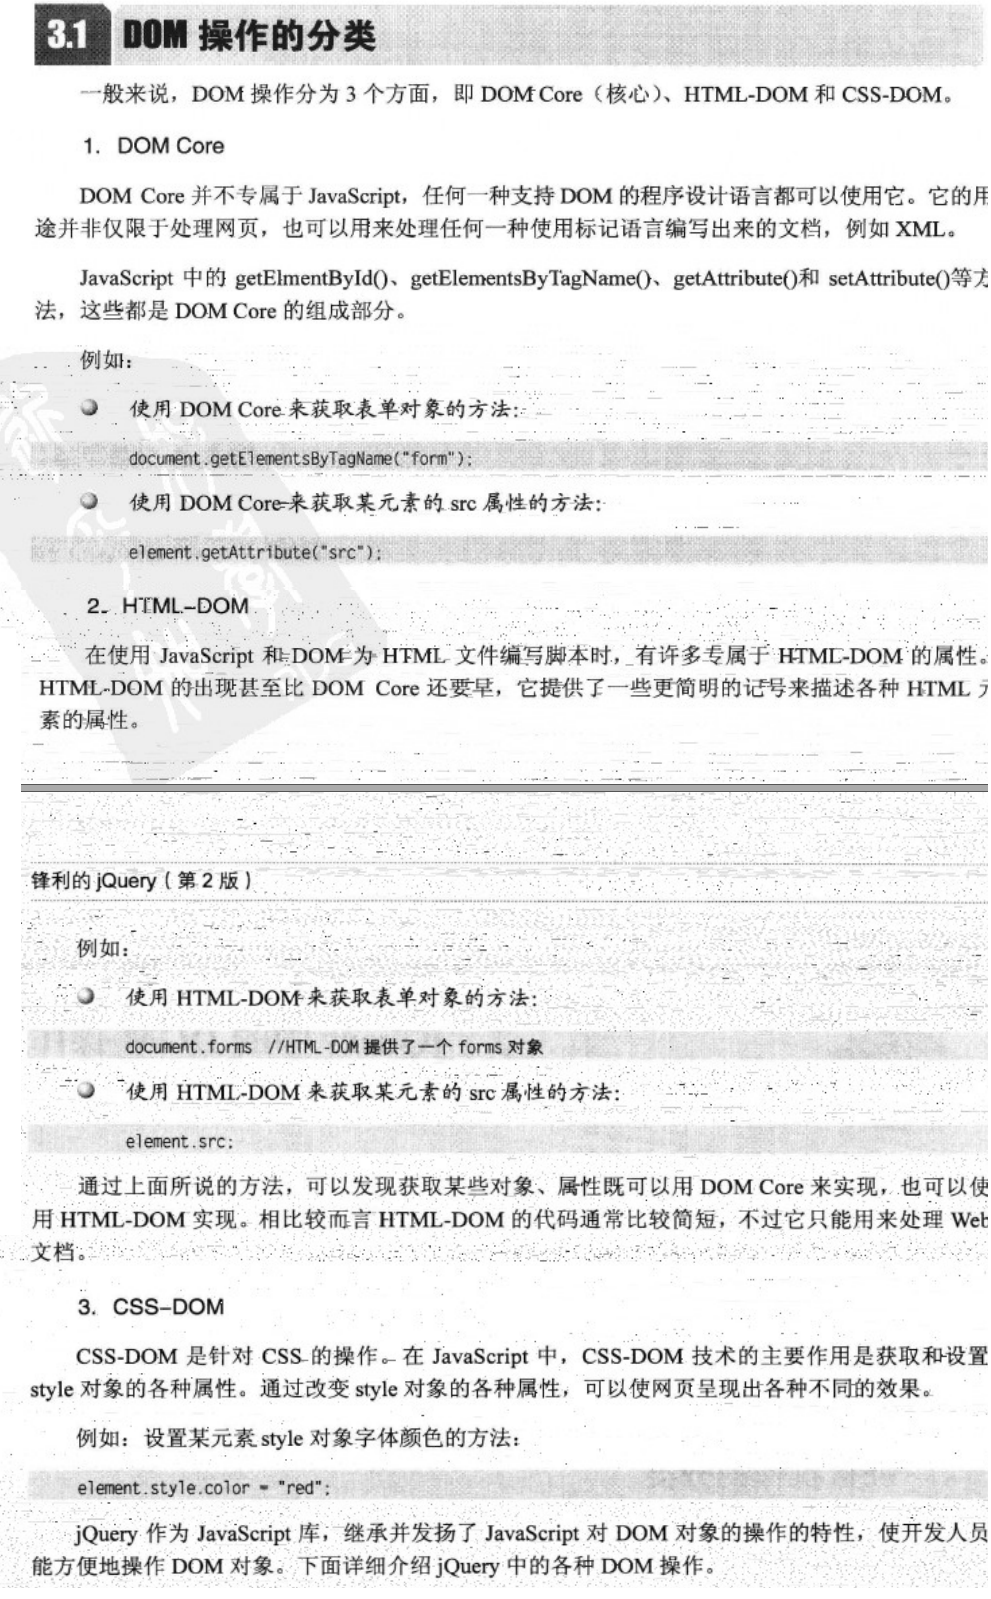 3.1 DOM 操作的分类
一般来说，DOM 操作分为 3 个方面，即 DOM Core（核心）、HTML-DOM 和 CSS-DOM。
1. DOM Core
DOM Core 并不专属于 JavaScript，任何一种支持 DOM 的程序设计语言都可以使用它。它的用
途并非仅限于处理网页，也可以用来处理任何一种使用标记语言编写出来的文档，例如 XML。
JavaScript 中的 getElmentById()、getElementsByTagName()、getAttribute()和 setAttribute()等方
法，这些都是 DOM Core 的组成部分。
例如：
使用 DOM Core 来获取表单对象的方法：
document.getElementsByTagName("form");
使用 DOM Core 来获取某元素的 src 属性的方法：
element.getAttribute("src");
2. HTML-DOM
在使用 JavaScript 和 DOM 为 HTML 文件编写脚本时，有许多专属于 HTML-DOM 的属性。
HTML-DOM 的出现甚至比 DOM Core 还要早，它提供了一些更简明的记号来描述各种 HTML 元
素的属性。
锋利的 jQuery（第 2 版）
例如：
使用 HTML-DOM 来获取表单对象的方法：
document.forms //HTML-DOM 提供了一个 forms 对象
使用 HTML-DOM 来获取某元素的 src 属性的方法：
element.src;
通过上面所说的方法，可以发现获取某些对象、属性既可以用 DOM Core 来实现，也可以使
用 HTML-DOM 实现。相比较而言 HTML-DOM 的代码通常比较简短，不过它只能用来处理 Web
文档。
3. CSS-DOM
CSS-DOM 是针对 CSS 的操作。在 JavaScript 中，CSS-DOM 技术的主要作用是获取和设置
style 对象的各种属性。通过改变 style 对象的各种属性，可以使网页呈现出各种不同的效果。
例如：设置某元素 style 对象字体颜色的方法：
element.style.color = "red";
jQuery 作为 JavaScript 库，继承并发扬了 JavaScript 对 DOM 对象的操作的特性，使开发人员
能方便地操作 DOM 对象。下面详细介绍 jQuery 中的各种 DOM 操作。